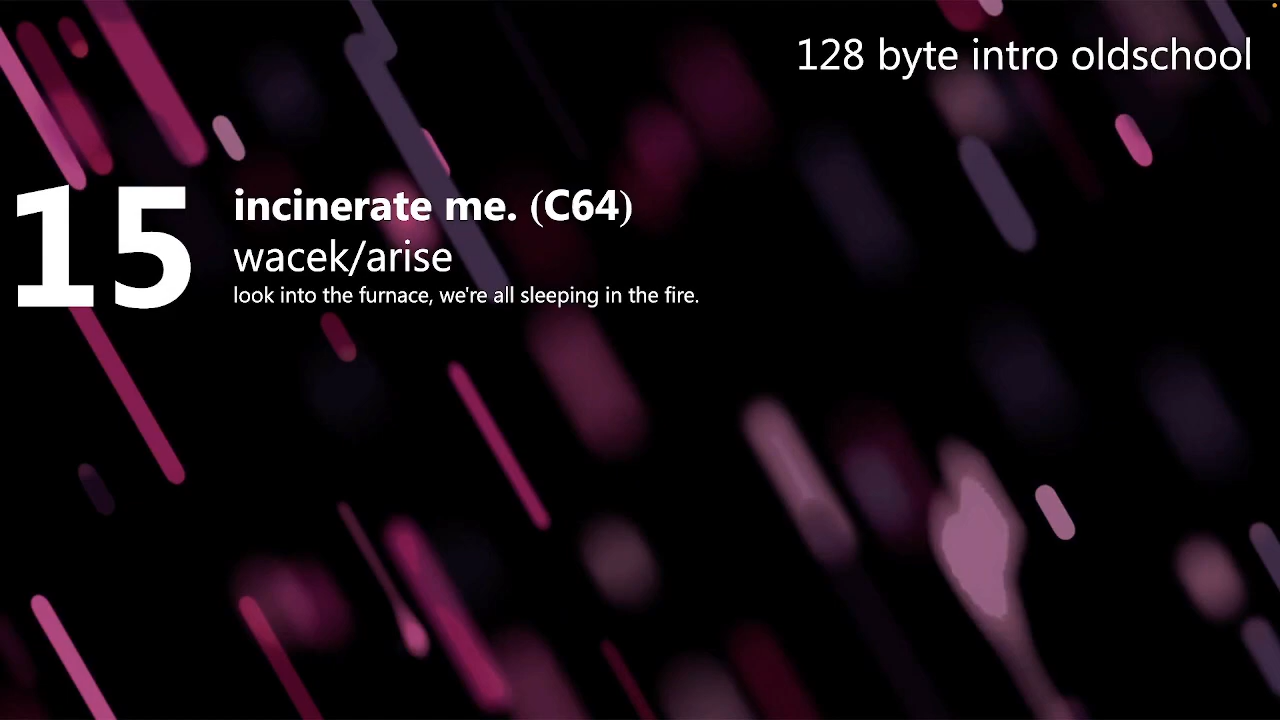 128 byte intro oldschool
15
incinerate me. (C64)
wacek/arise
look into the furnace, we're all sleeping in the fire.